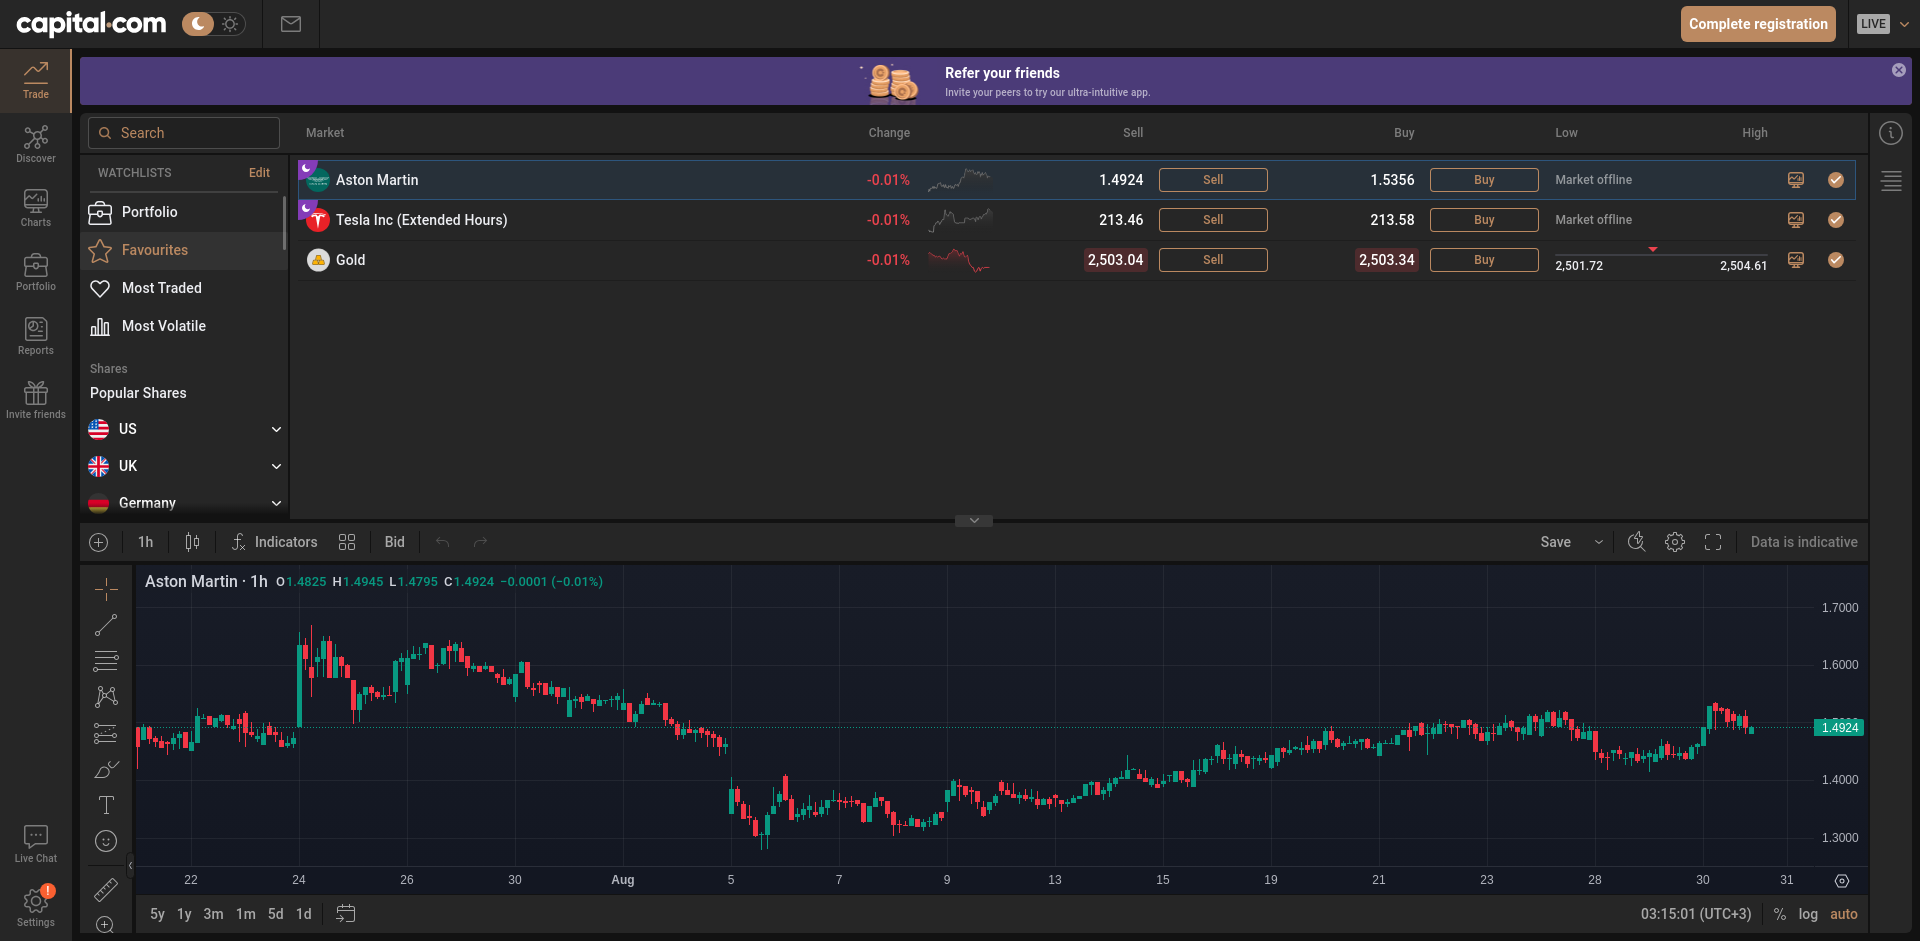 capital.com
Complete registration
LIVE
Trade
Discover
Charts
Portfolio
Reports
Invite friends
Live Chat
!
Settings
Refer your friends
Invite your peers to try our ultra-intuitive app.
Search
Market Change Sell Buy Low High
WATCHLISTS Edit
Portfolio
Favourites
Most Traded
Most Volatile
Shares
Popular Shares
US
UK
Germany
Aston Martin -0.01% 1.4924 Sell 1.5356 Buy Market offline
Tesla Inc (Extended Hours) -0.01% 213.46 Sell 213.58 Buy Market offline
Gold -0.01% 2,503.04 Sell 2,503.34 Buy 2,501.72 2,504.61
1h Indicators Bid Save Data is indicative
Aston Martin · 1h O1.4825 H1.4945 L1.4795 C1.4924 −0.0001 (−0.01%)
1.7000
1.6000
1.4924
1.4000
1.3000
22 24 26 30 Aug 5 7 9 13 15 19 21 23 28 30 31
5y 1y 3m 1m 5d 1d 03:15:01 (UTC+3) % log auto